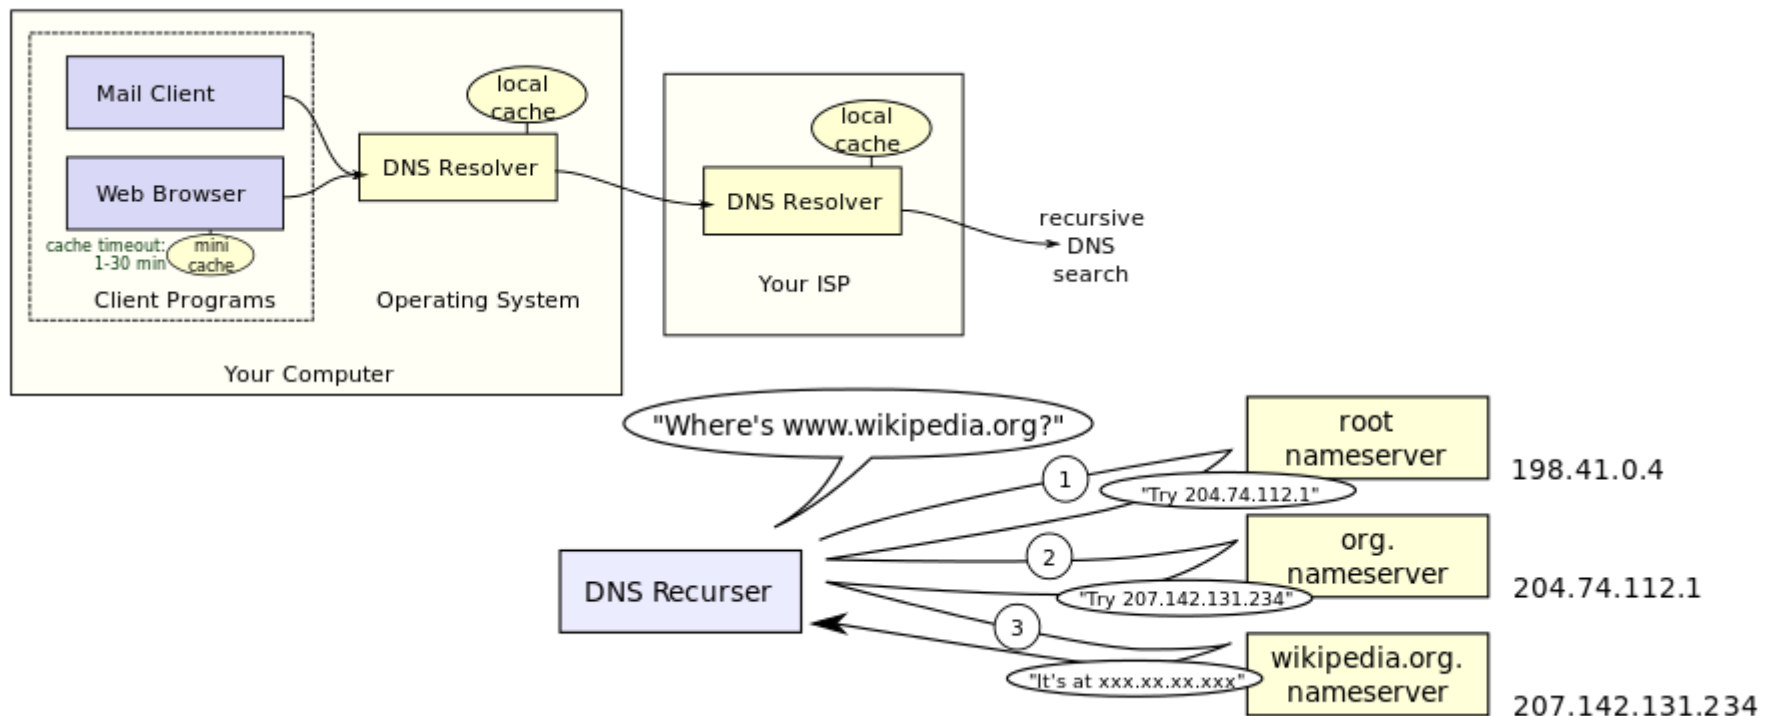 Mail Client
Web Browser
cache timeout:
1-30 min
mini
cache
Client Programs
local
cache
DNS Resolver
Operating System
Your Computer
local
cache
DNS Resolver
Your ISP
recursive
DNS
search
"Where's www.wikipedia.org?"
DNS Recurser
1
"Try 204.74.112.1"
root
nameserver
198.41.0.4
2
"Try 207.142.131.234"
org.
nameserver
204.74.112.1
3
"It's at xxx.xx.xx.xxx"
wikipedia.org.
nameserver
207.142.131.234